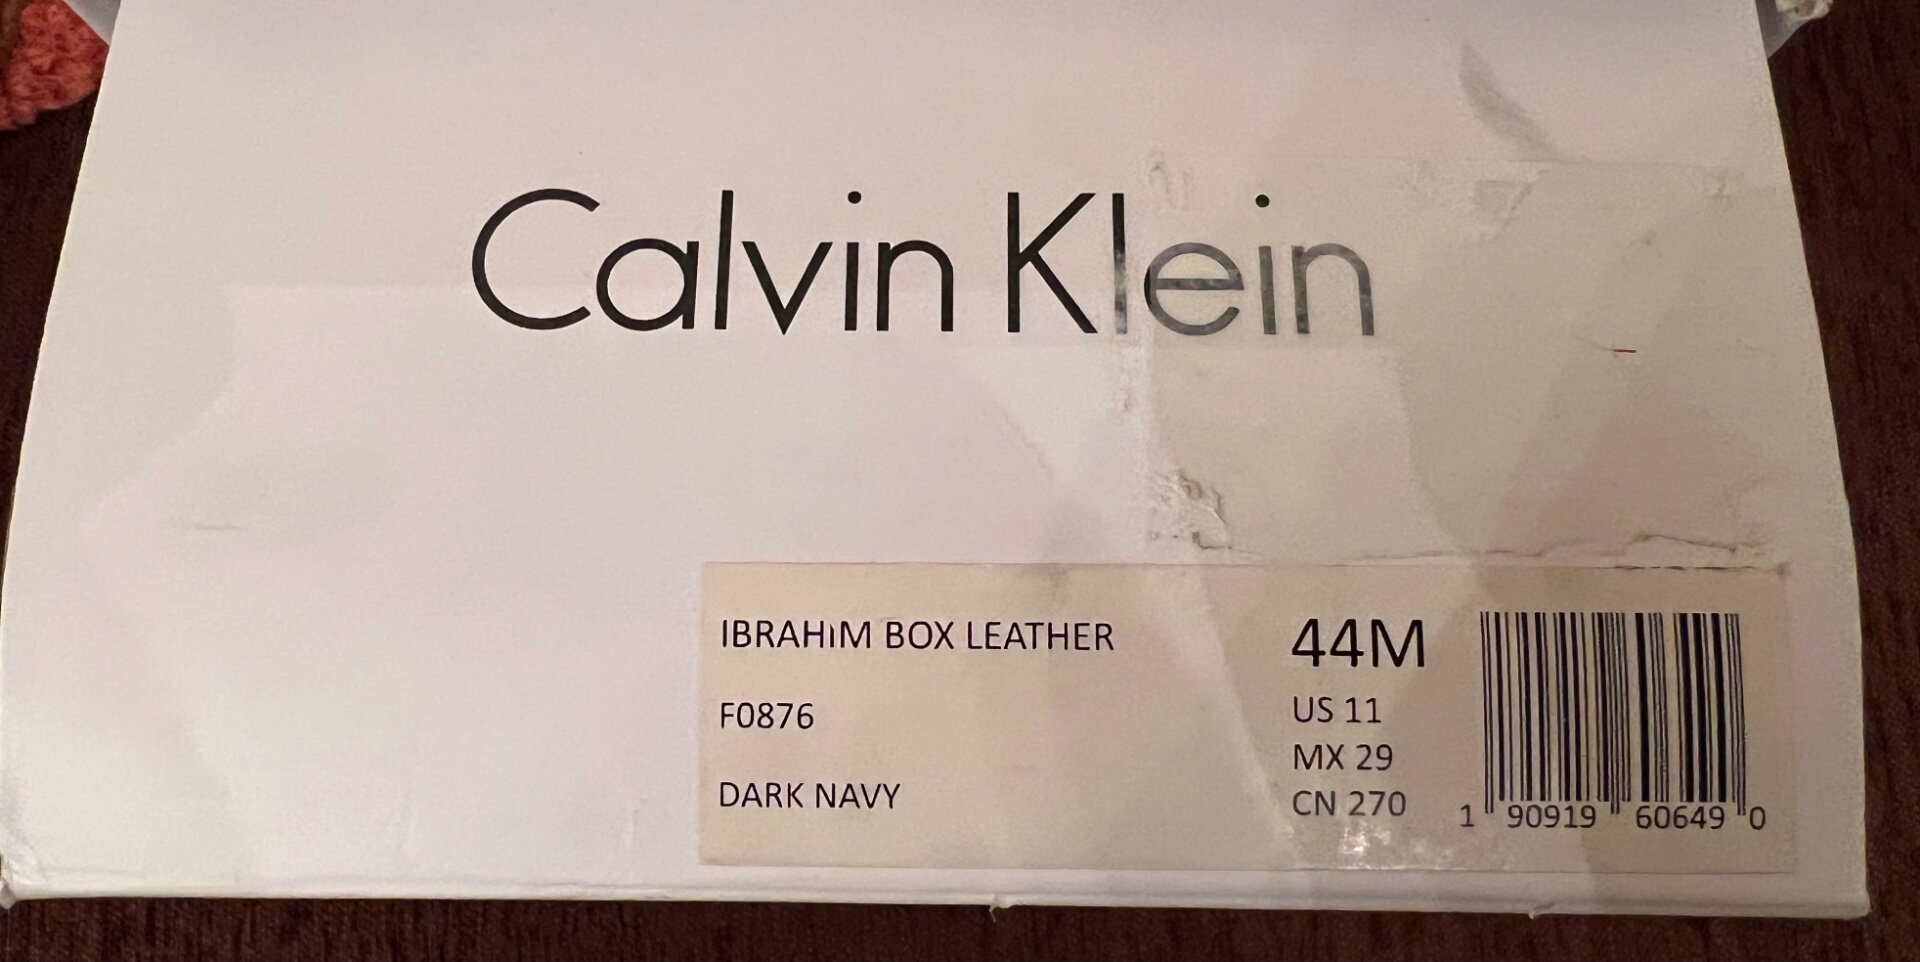 Calvin Klein
IBRAHIM BOX LEATHER
F0876
DARK NAVY
44M
US 11
MX 29
CN 270
1 90919 60649 0